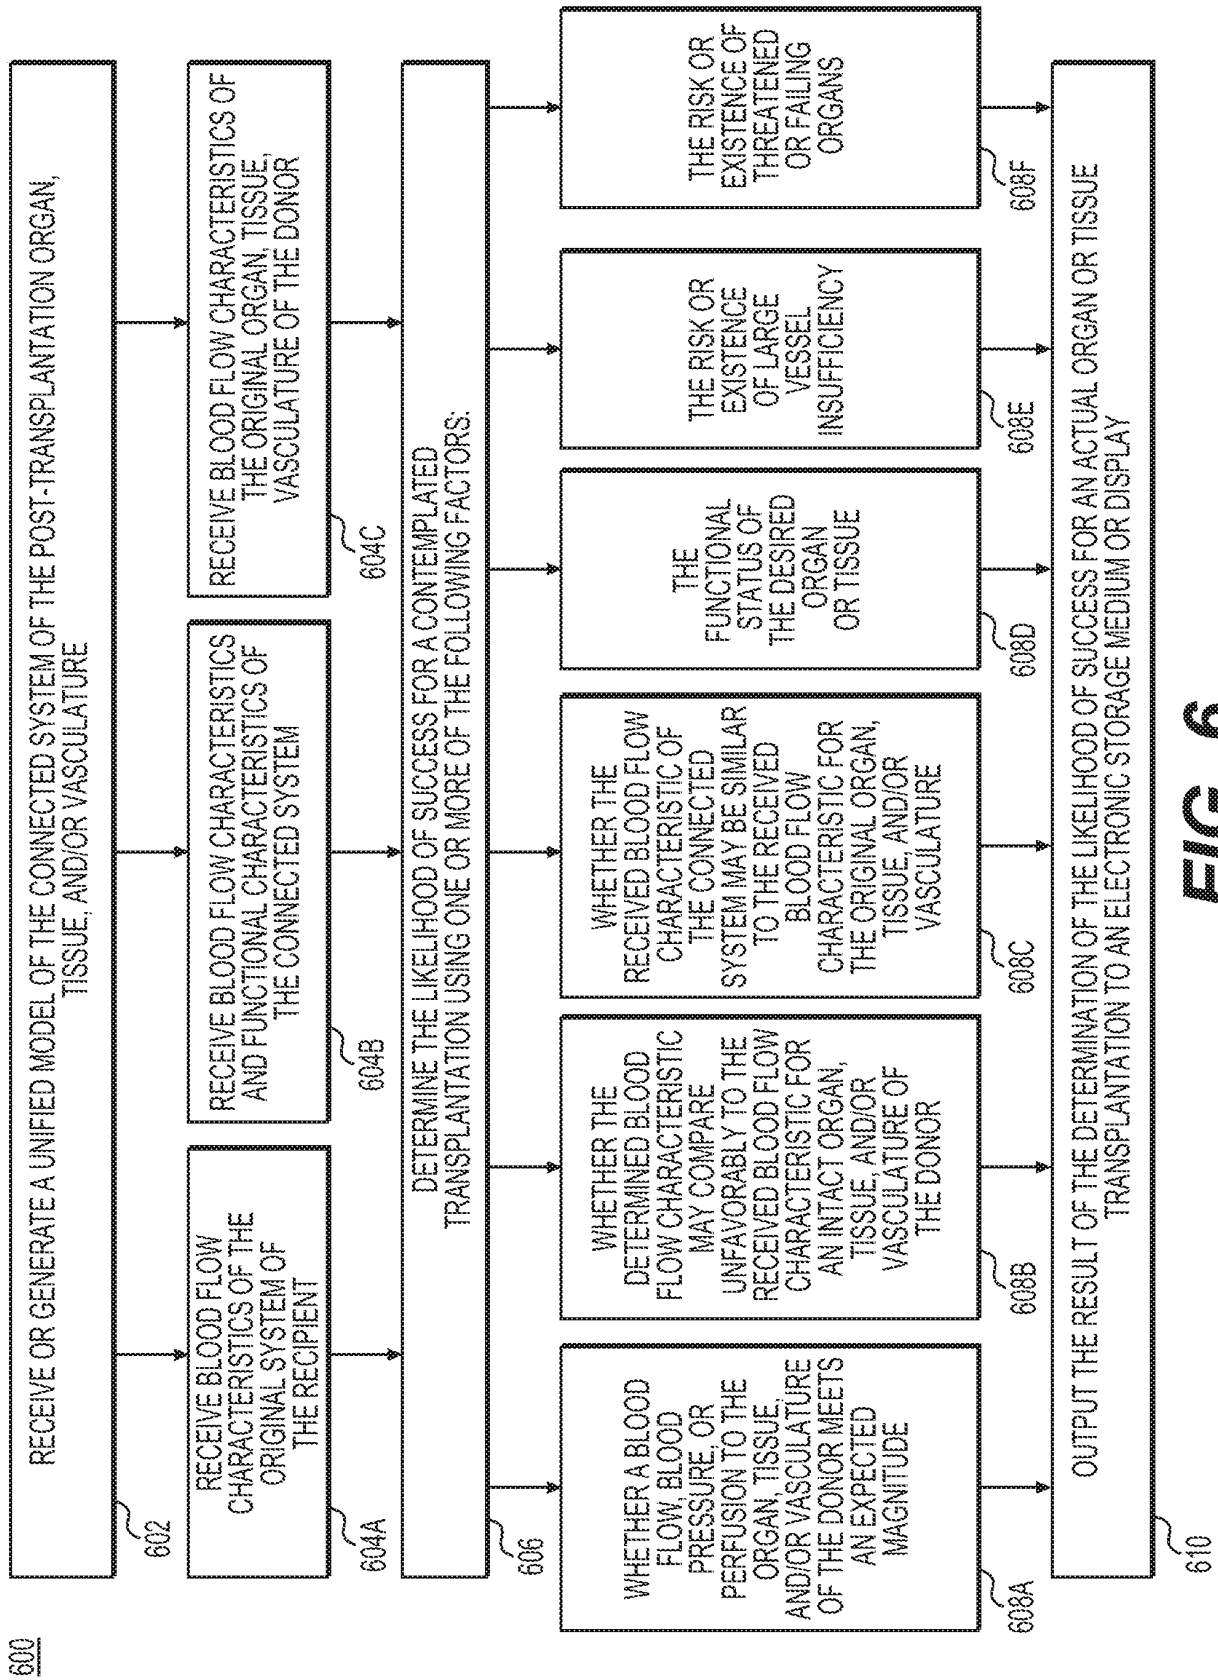 600
RECEIVE OR GENERATE A UNIFIED MODEL OF THE CONNECTED SYSTEM OF THE POST-TRANSPLANTATION ORGAN,
TISSUE, AND/OR VASCULATURE
602
RECEIVE BLOOD FLOW
CHARACTERISTICS OF THE
ORIGINAL SYSTEM OF
THE RECIPIENT
604A
RECEIVE BLOOD FLOW CHARACTERISTICS
AND FUNCTIONAL CHARACTERISTICS OF
THE CONNECTED SYSTEM
604B
RECEIVE BLOOD FLOW CHARACTERISTICS OF
THE ORIGINAL ORGAN, TISSUE,
VASCULATURE OF THE DONOR
604C
DETERMINE THE LIKELIHOOD OF SUCCESS FOR A CONTEMPLATED
TRANSPLANTATION USING ONE OR MORE OF THE FOLLOWING FACTORS:
606
WHETHER A BLOOD
FLOW, BLOOD
PRESSURE, OR
PERFUSION TO THE
ORGAN, TISSUE,
AND/OR VASCULATURE
OF THE DONOR MEETS
AN EXPECTED
MAGNITUDE
608A
WHETHER THE
DETERMINED BLOOD
FLOW CHARACTERISTIC
MAY COMPARE
UNFAVORABLY TO THE
RECEIVED BLOOD FLOW
CHARACTERISTIC FOR
AN INTACT ORGAN,
TISSUE, AND/OR
VASCULATURE OF
THE DONOR
608B
WHETHER THE
RECEIVED BLOOD FLOW
CHARACTERISTIC OF
THE CONNECTED
SYSTEM MAY BE SIMILAR
TO THE RECEIVED
BLOOD FLOW
CHARACTERISTIC FOR
THE ORIGINAL ORGAN,
TISSUE, AND/OR
VASCULATURE
608C
THE
FUNCTIONAL
STATUS OF
THE DESIRED
ORGAN
OR TISSUE
608D
THE RISK OR
EXISTENCE
OF LARGE
VESSEL
INSUFFICIENCY
608E
THE RISK OR
EXISTENCE OF
THREATENED
OR FAILING
ORGANS
608F
OUTPUT THE RESULT OF THE DETERMINATION OF THE LIKELIHOOD OF SUCCESS FOR AN ACTUAL ORGAN OR TISSUE
TRANSPLANTATION TO AN ELECTRONIC STORAGE MEDIUM OR DISPLAY
610
FIG. 6